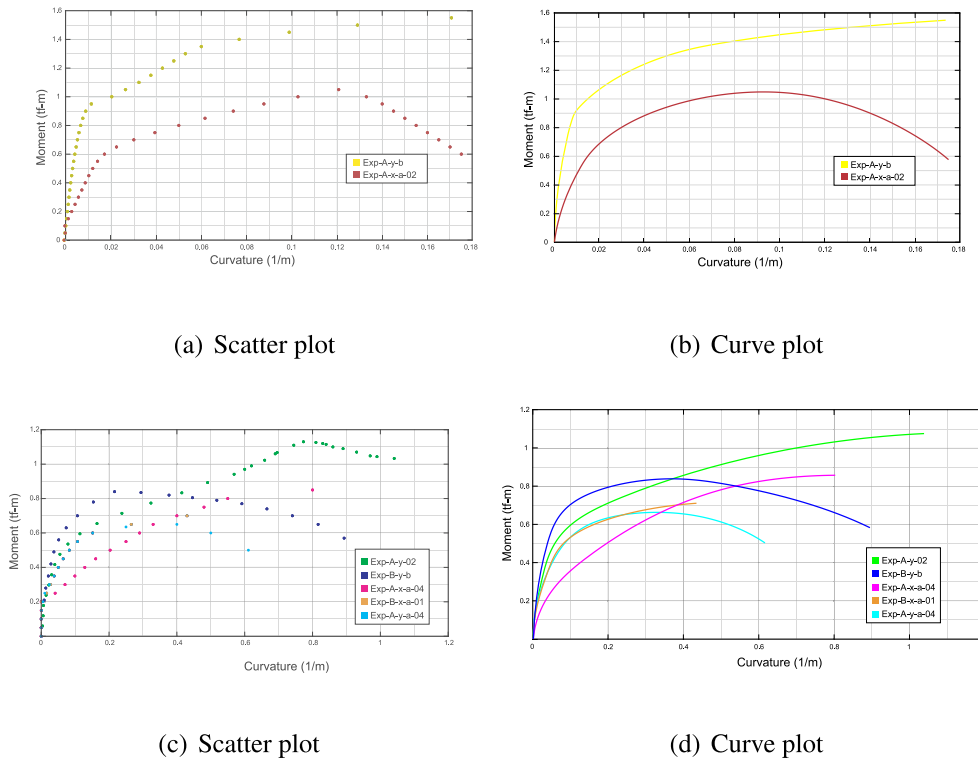 1.6
1.4
1.2
1
0.8
0.6
0.4
0.2
0
Moment (tf-m)
Exp-A-y-b
Exp-A-x-a-02
0 0.02 0.04 0.06 0.08 0.1 0.12 0.14 0.16 0.18
Curvature (1/m)
(a) Scatter plot
1.6
1.4
1.2
1
0.8
0.6
0.4
0.2
0
Moment (tf-m)
Exp-A-y-b
Exp-A-x-a-02
0.02 0.04 0.06 0.08 0.10 0.12 0.14 0.16 0.18
Curvature (1/m)
(b) Curve plot
1.2
1
0.8
0.6
0.4
0.2
0
Moment (tf-m)
Exp-A-y-02
Exp-B-y-b
Exp-A-x-a-04
Exp-B-x-a-01
Exp-A-y-a-04
0 0.2 0.4 0.6 0.8 1 1.2
Curvature (1/m)
(c) Scatter plot
1.2
1
0.8
0.6
0.4
0.2
Moment (tf-m)
Exp-A-y-02
Exp-B-y-b
Exp-A-x-a-04
Exp-B-x-a-01
Exp-A-y-a-04
0 0.2 0.4 0.6 0.8 1
Curvature (1/m)
(d) Curve plot